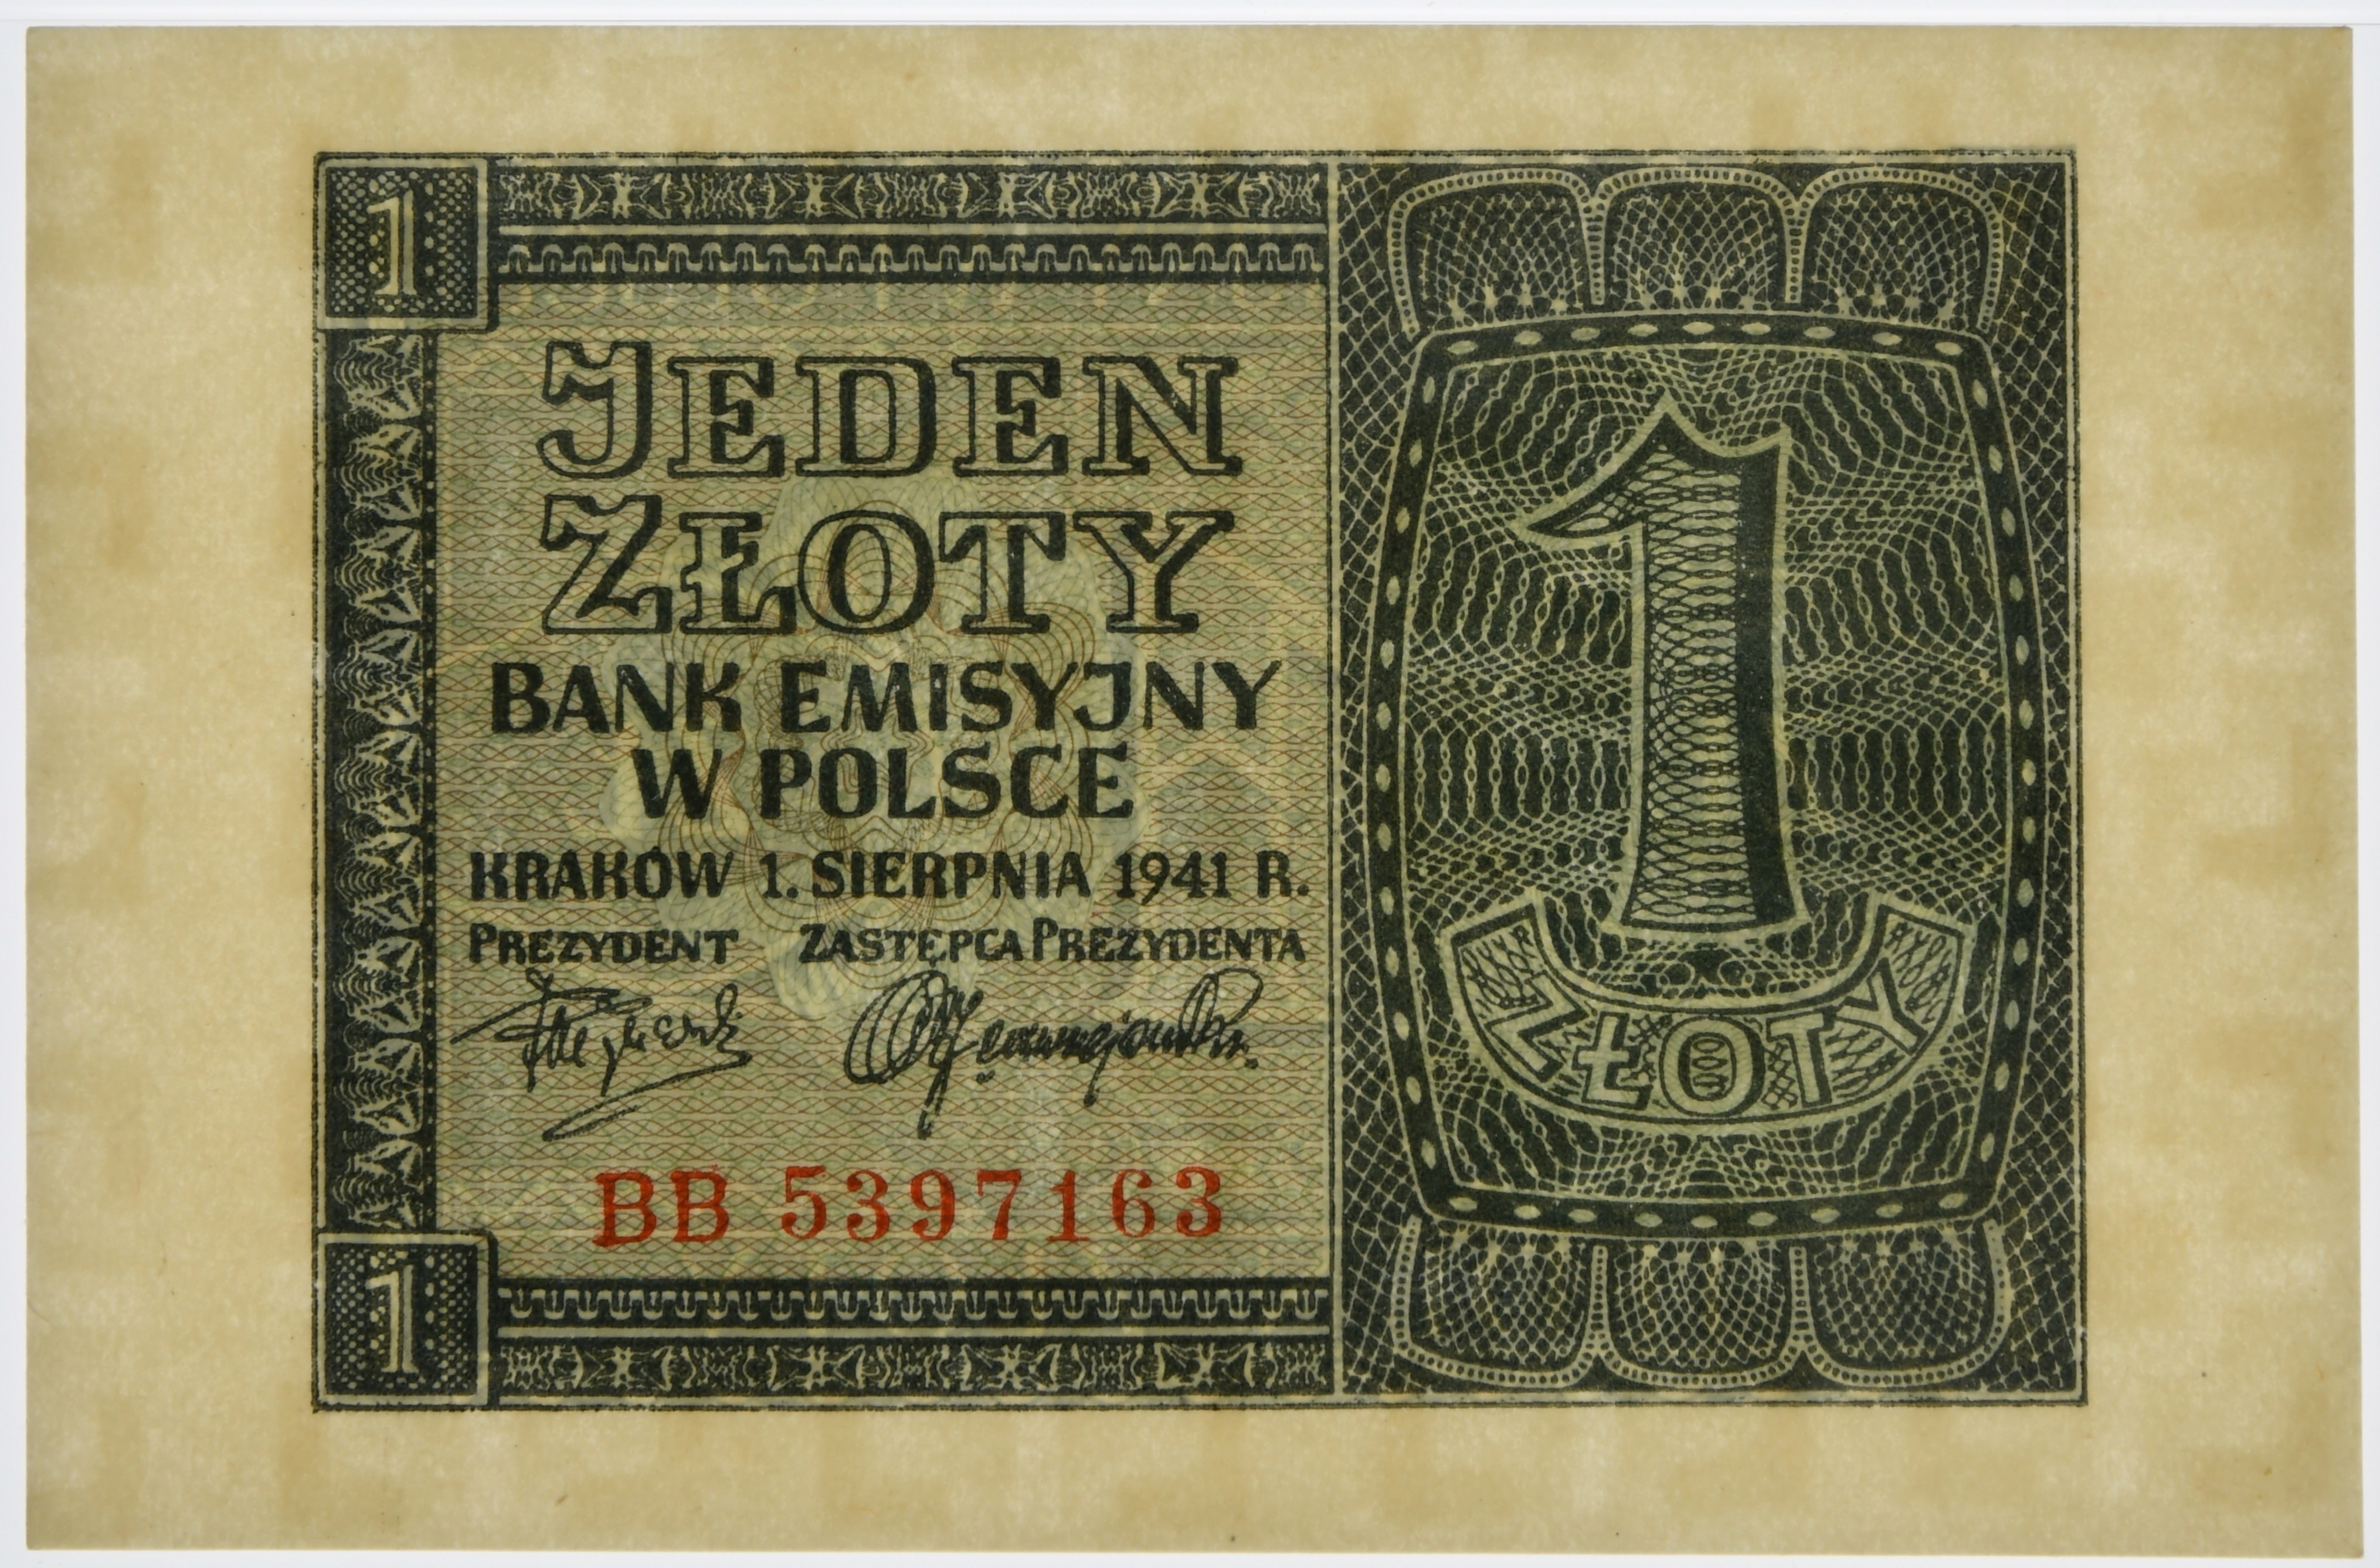 1
JEDEN
ZŁOTY
BANK EMISYJNY
W POLSCE
KRAKÓW 1. SIERPNIA 1941 R.
PREZYDENT ZASTĘPCA PREZYDENTA
BB 5397163
1
1
ZŁOTY